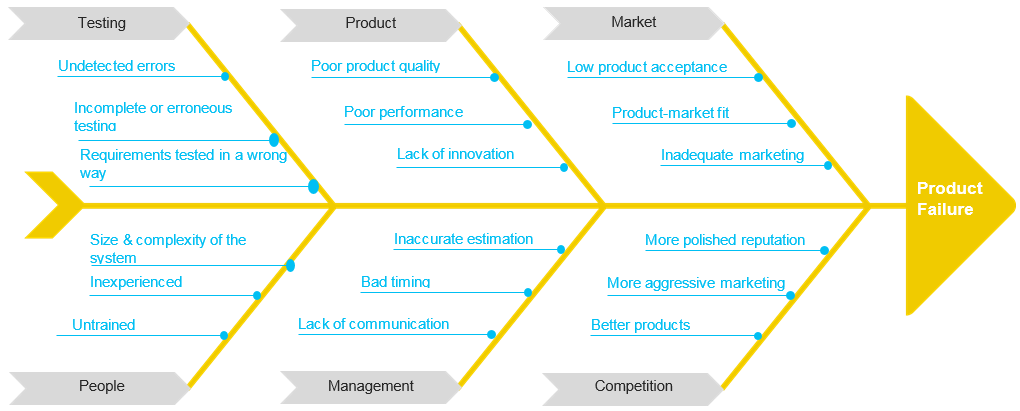 Testing
Product
Market
Undetected errors
Poor product quality
Low product acceptance
Incomplete or erroneous
testing
Poor performance
Product-market fit
Requirements tested in a wrong
way
Lack of innovation
Inadequate marketing
Product
Failure
Size & complexity of the
system
Inaccurate estimation
More polished reputation
Inexperienced
Bad timing
More aggressive marketing
Untrained
Lack of communication
Better products
People
Management
Competition